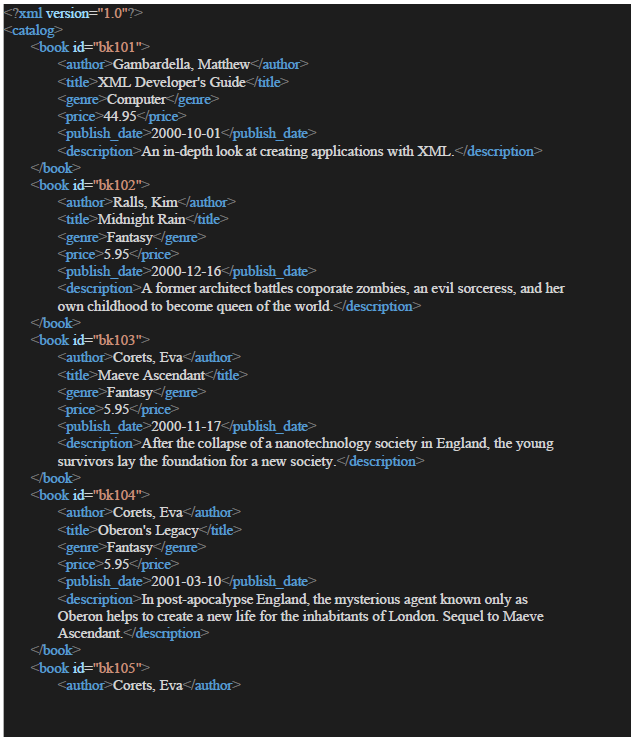 <?xml version="1.0"?>
<catalog>
<book id="bk101">
<author>Gambardella, Matthew</author>
<title>XML Developer's Guide</title>
<genre>Computer</genre>
<price>44.95</price>
<publish_date>2000-10-01</publish_date>
<description>An in-depth look at creating applications with XML.</description>
</book>
<book id="bk102">
<author>Ralls, Kim</author>
<title>Midnight Rain</title>
<genre>Fantasy</genre>
<price>5.95</price>
<publish_date>2000-12-16</publish_date>
<description>A former architect battles corporate zombies, an evil sorceress, and her
own childhood to become queen of the world.</description>
</book>
<book id="bk103">
<author>Corets, Eva</author>
<title>Maeve Ascendant</title>
<genre>Fantasy</genre>
<price>5.95</price>
<publish_date>2000-11-17</publish_date>
<description>After the collapse of a nanotechnology society in England, the young
survivors lay the foundation for a new society.</description>
</book>
<book id="bk104">
<author>Corets, Eva</author>
<title>Oberon's Legacy</title>
<genre>Fantasy</genre>
<price>5.95</price>
<publish_date>2001-03-10</publish_date>
<description>In post-apocalypse England, the mysterious agent known only as
Oberon helps to create a new life for the inhabitants of London. Sequel to Maeve
Ascendant.</description>
</book>
<book id="bk105">
<author>Corets, Eva</author>